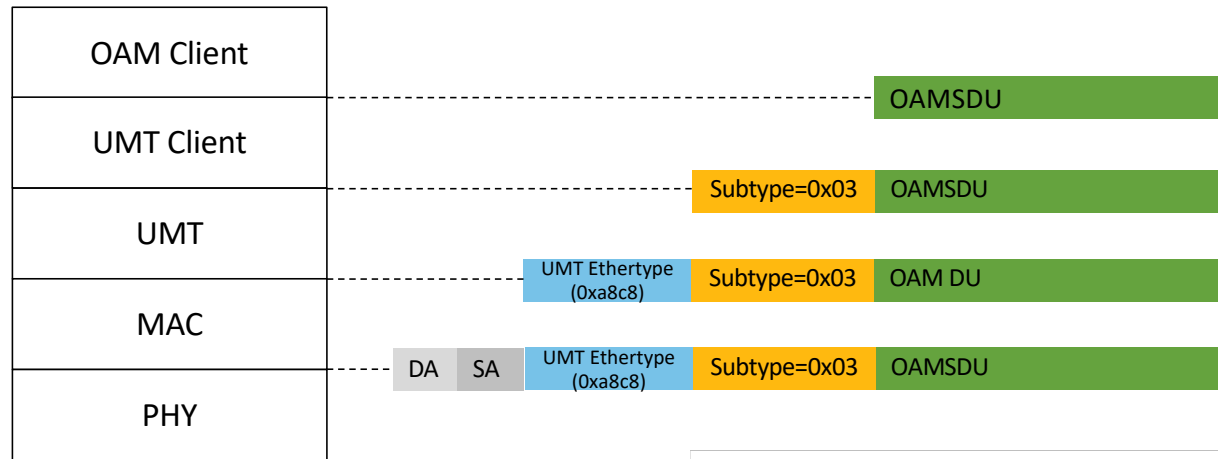 OAM Client
OAMSDU
UMT Client
Subtype=0x03 OAMSDU
UMT
UMT Ethertype
(0xa8c8)
Subtype=0x03 OAM DU
MAC
DA SA
UMT Ethertype
(0xa8c8)
Subtype=0x03 OAMSDU
PHY